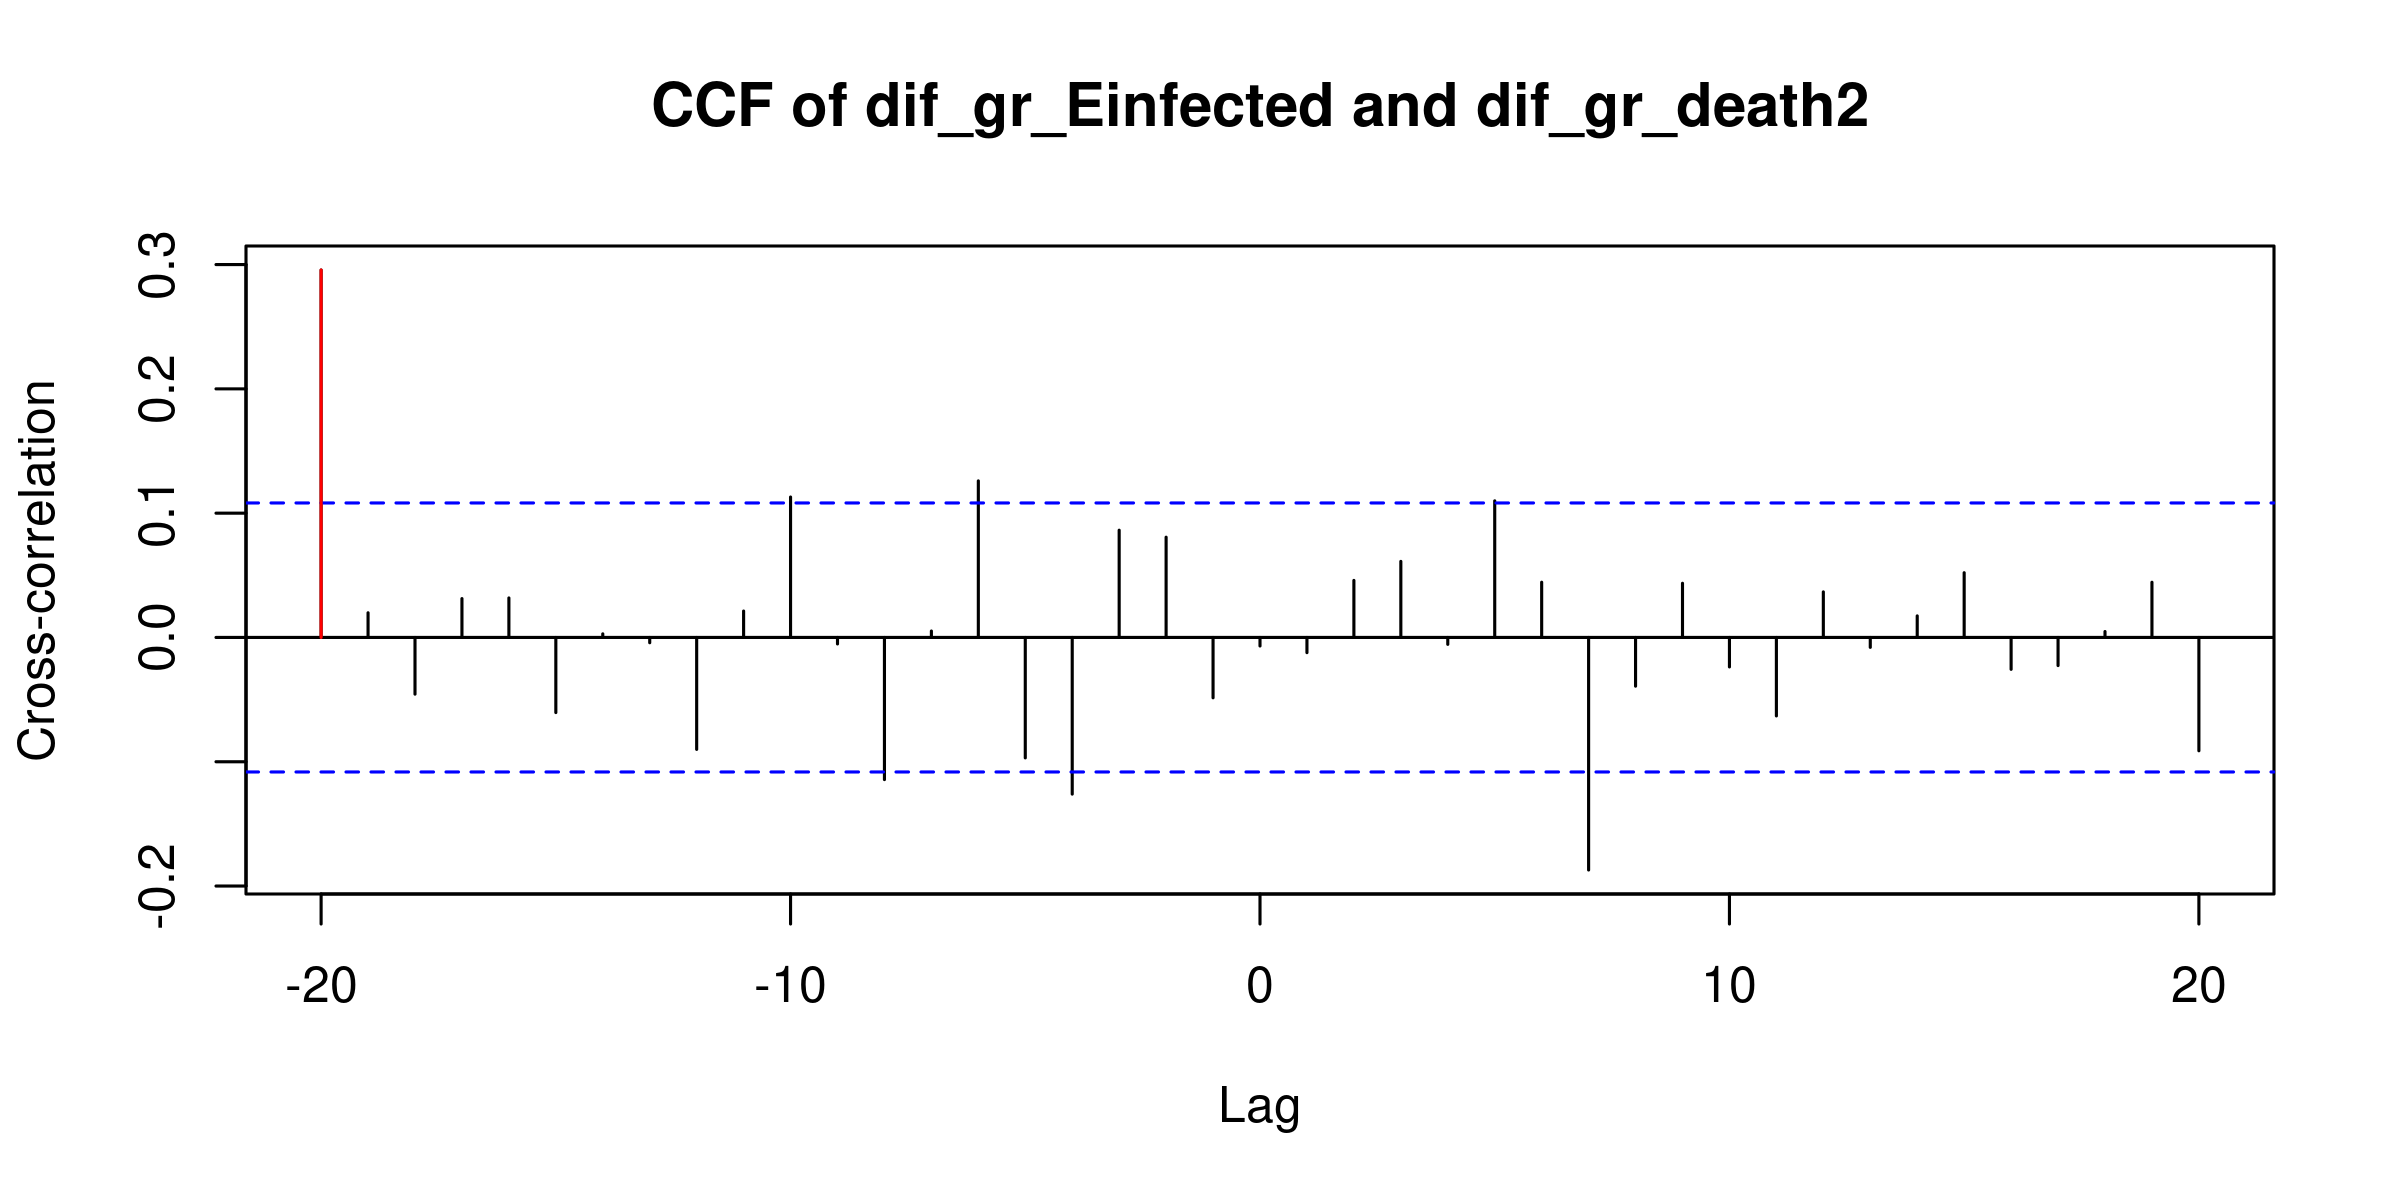 CCF of dif_gr_Einfected and dif_gr_death2
Cross-correlation
0.3
0.2
0.1
0.0
-0.2
-20 -10 0 10 20
Lag